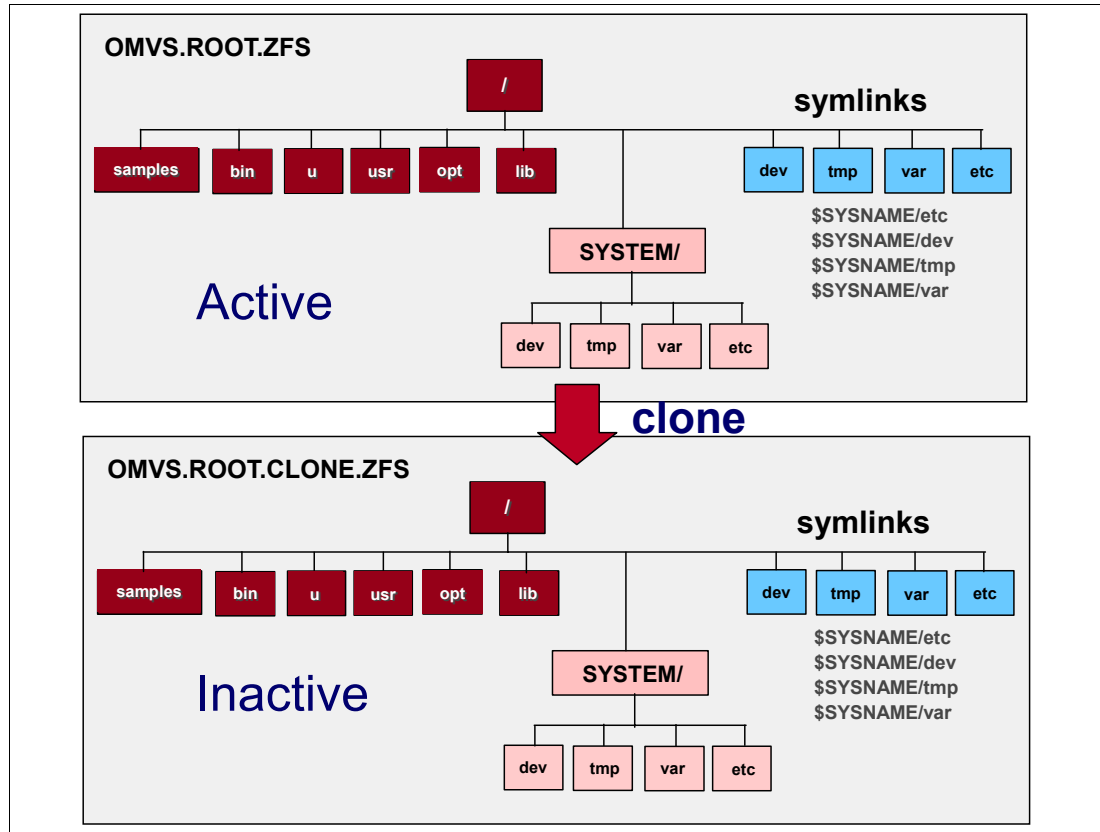 OMVS.ROOT.ZFS
/
symlinks
samples bin u usr opt lib dev tmp var etc
$SYSNAME/etc
$SYSNAME/dev
$SYSNAME/tmp
$SYSNAME/var
SYSTEM/
Active
dev tmp var etc
clone
OMVS.ROOT.CLONE.ZFS
/
symlinks
samples bin u usr opt lib dev tmp var etc
$SYSNAME/etc
$SYSNAME/dev
$SYSNAME/tmp
$SYSNAME/var
SYSTEM/
Inactive
dev tmp var etc